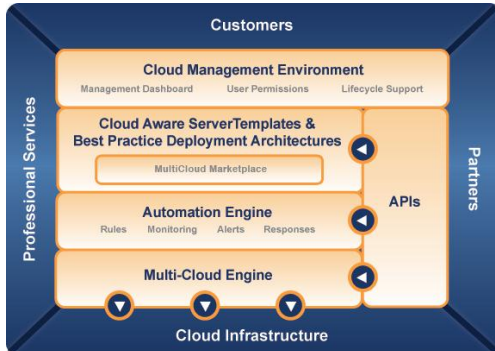 Customers
Professional Services
Cloud Management Environment
Management Dashboard User Permissions Lifecycle Support
Cloud Aware ServerTemplates &
Best Practice Deployment Architectures
MultiCloud Marketplace
Automation Engine
Rules Monitoring Alerts Responses
Multi-Cloud Engine
APIs
Partners
Cloud Infrastructure